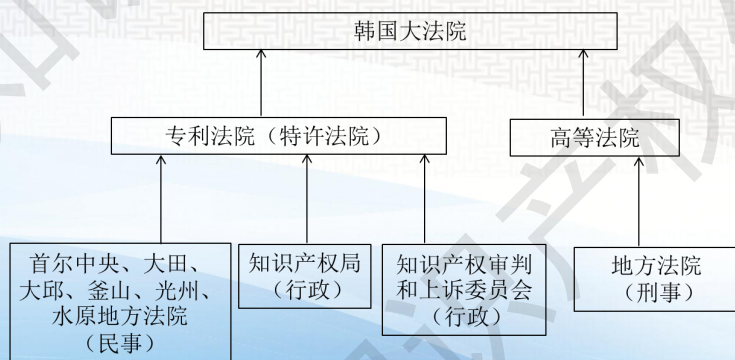 韩国大法院
专利法院（特许法院）
高等法院
首尔中央、大田、
大邱、釜山、光州、
水原地方法院
（民事）
知识产权局
（行政）
知识产权审判
和上诉委员会
（行政）
地方法院
（刑事）